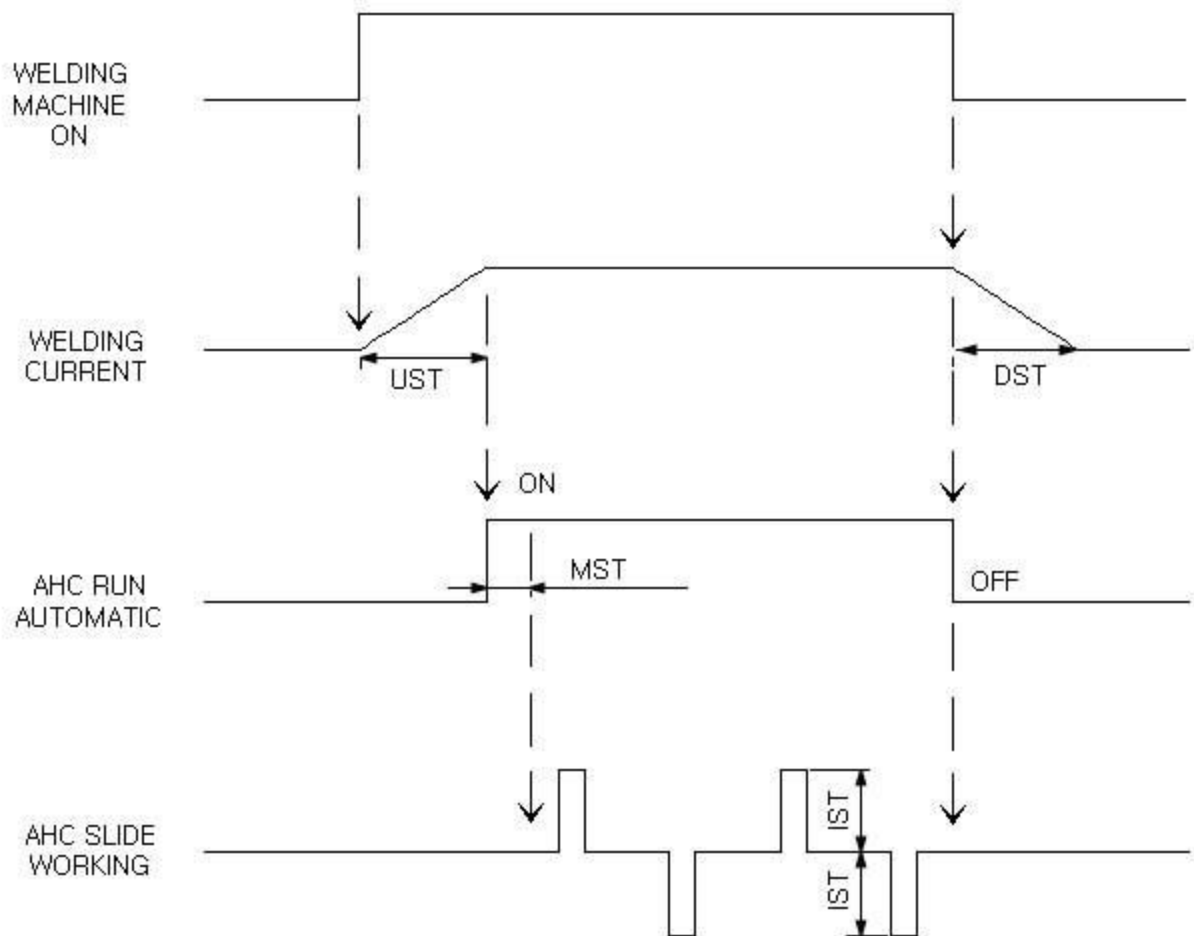 WELDING
MACHINE
ON
WELDING
CURRENT
UST
DST
ON
AHC RUN
AUTOMATIC
MST
OFF
AHC SLIDE
WORKING
IST
IST